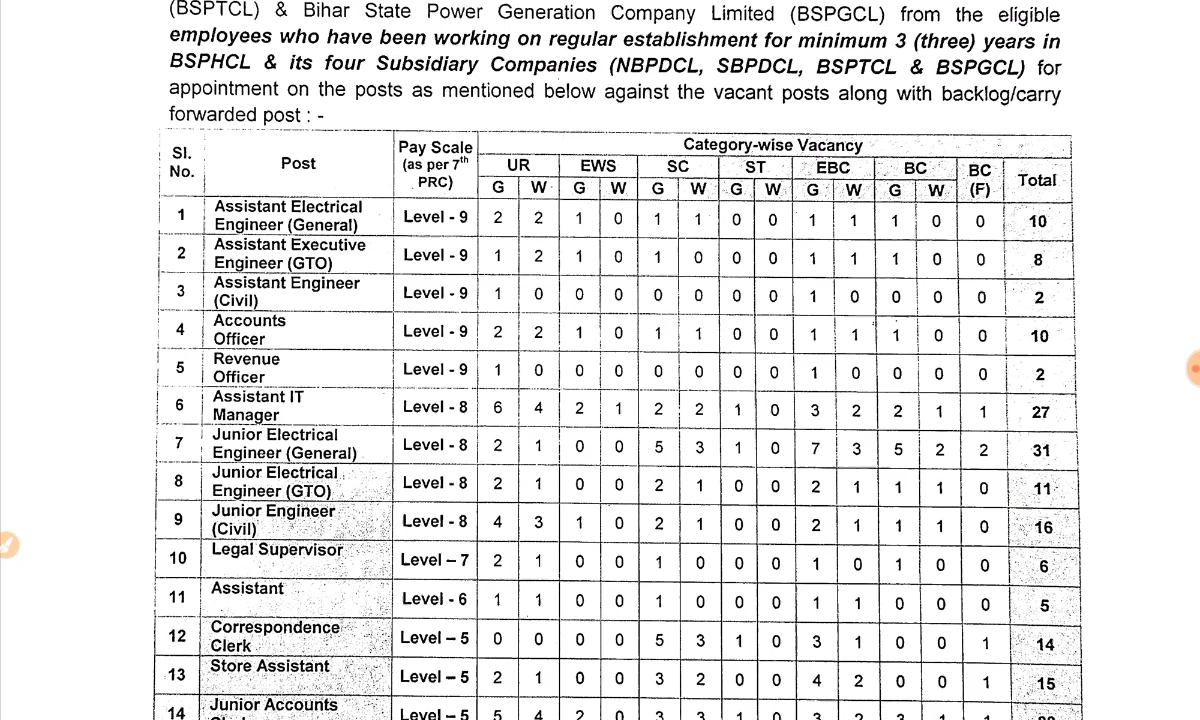 (BSPTCL) & Bihar State Power Generation Company Limited (BSPGCL) from the eligible
employees who have been working on regular establishment for minimum 3 (three) years in
BSPHCL & its four Subsidiary Companies (NBPDCL, SBPDCL, BSPTCL & BSPGCL) for
appointment on the posts as mentioned below against the vacant posts along with backlog/carry
forwarded post : -
Sl. No. Post Pay Scale (as per 7th PRC) Category-wise Vacancy
UR EWS SC ST EBC BC BC (F) Total
G W G W G W G W G W G W
1 Assistant Electrical Engineer (General) Level - 9 2 2 1 0 1 1 0 0 1 1 1 0 0 10
2 Assistant Executive Engineer (GTO) Level - 9 1 2 1 0 1 0 0 0 1 1 1 0 0 8
3 Assistant Engineer (Civil) Level - 9 1 0 0 0 0 0 0 0 1 0 0 0 0 2
4 Accounts Officer Level - 9 2 2 1 0 1 1 0 0 1 1 1 0 0 10
5 Revenue Officer Level - 9 1 0 0 0 0 0 0 0 1 0 0 0 0 2
6 Assistant IT Manager Level - 8 6 4 2 1 2 2 1 0 3 2 2 1 1 27
7 Junior Electrical Engineer (General) Level - 8 2 1 0 0 5 3 1 0 7 3 5 2 2 31
8 Junior Electrical Engineer (GTO) Level - 8 2 1 0 0 2 1 0 0 2 1 1 1 0 11
9 Junior Engineer (Civil) Level - 8 4 3 1 0 2 1 0 0 2 1 1 1 0 16
10 Legal Supervisor Level – 7 2 1 0 0 1 0 0 0 1 0 1 0 0 6
11 Assistant Level - 6 1 1 0 0 1 0 0 0 1 1 0 0 0 5
12 Correspondence Clerk Level – 5 0 0 0 0 5 3 1 0 3 1 0 0 1 14
13 Store Assistant Level – 5 2 1 0 0 3 2 0 0 4 2 0 0 1 15
14 Junior Accounts Level – 5 5 4 2 0 3 3 1 0 3 2 3 1 1